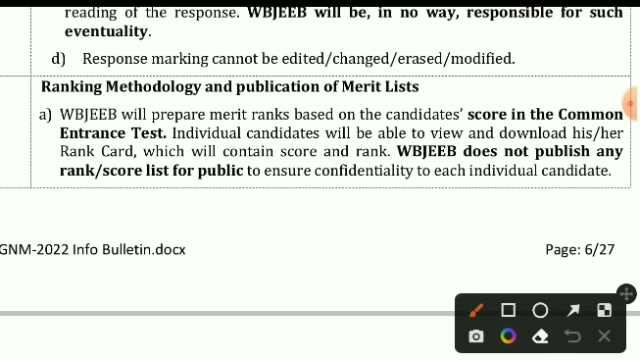 reading of the response. WBJEEB will be, in no way, responsible for such
eventuality.
d) Response marking cannot be edited/changed/erased/modified.
Ranking Methodology and publication of Merit Lists
a) WBJEEB will prepare merit ranks based on the candidates' score in the Common
Entrance Test. Individual candidates will be able to view and download his/her
Rank Card, which will contain score and rank. WBJEEB does not publish any
rank/score list for public to ensure confidentiality to each individual candidate.
GNM-2022 Info Bulletin.docx Page: 6/27